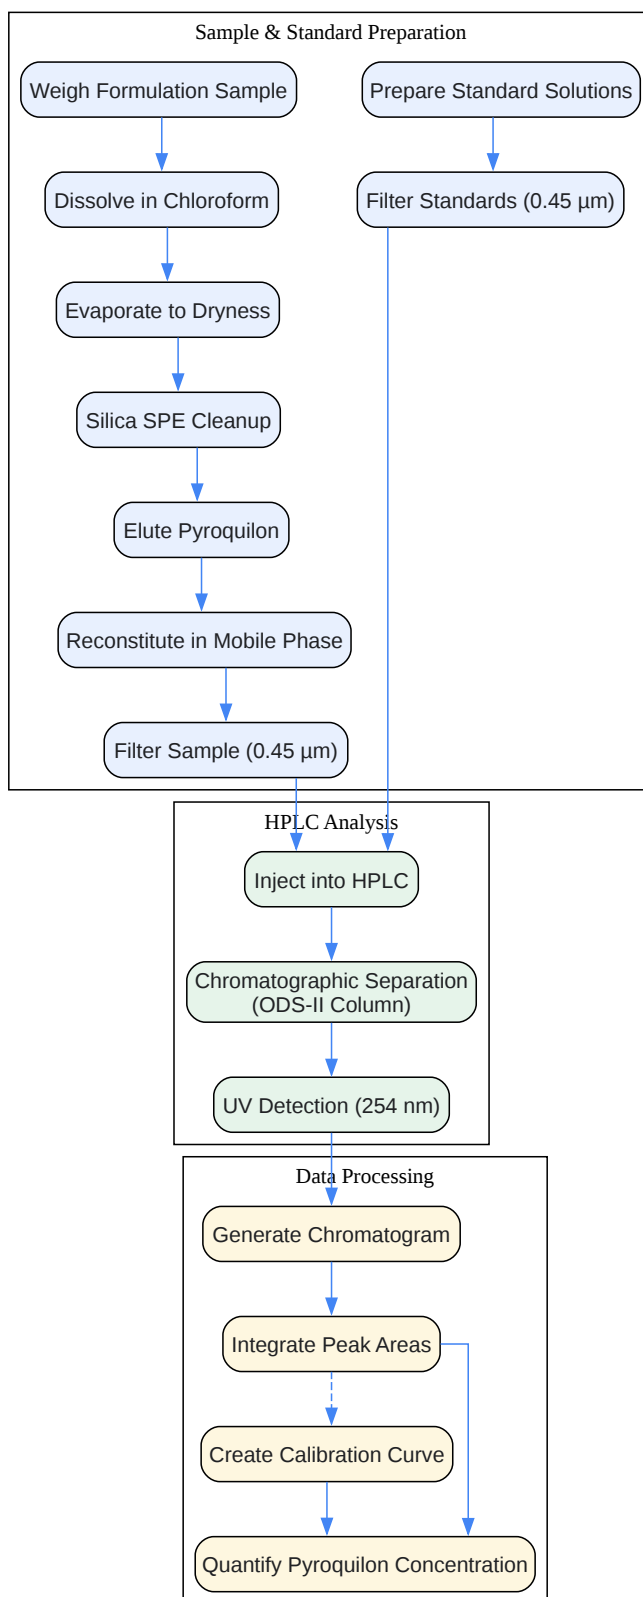 Sample & Standard Preparation
Weigh Formulation Sample
Prepare Standard Solutions
Dissolve in Chloroform
Filter Standards (0.45 µm)
Evaporate to Dryness
Silica SPE Cleanup
Elute Pyroquilon
Reconstitute in Mobile Phase
Filter Sample (0.45 µm)
HPLC Analysis
Inject into HPLC
Chromatographic Separation
(ODS-II Column)
UV Detection (254 nm)
Data Processing
Generate Chromatogram
Integrate Peak Areas
Create Calibration Curve
Quantify Pyroquilon Concentration